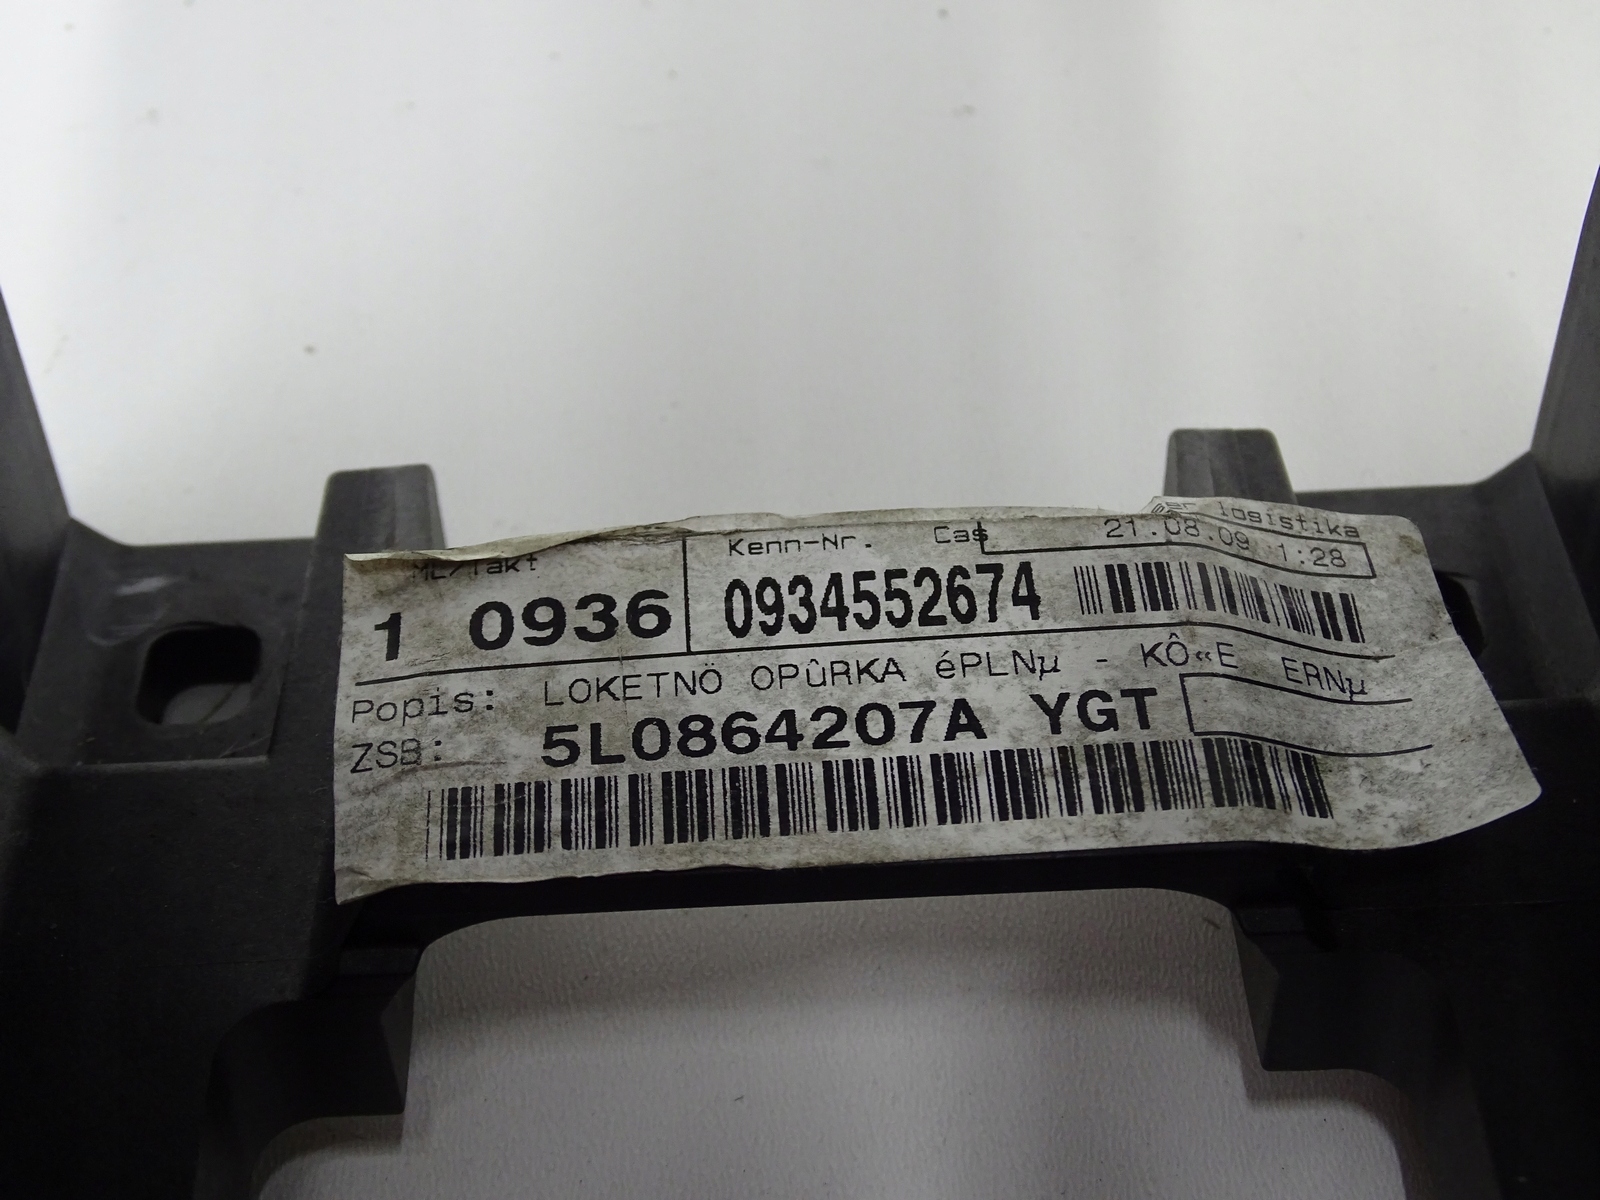 logistika
ML/Takt Kenn-Nr. Cas 21.08.09 1:28
1 0936 0934552674
Popis: LOKETNÖ OPÛRKA éPLNµ - KÔ«E ERNµ
ZSB: 5L0864207A YGT